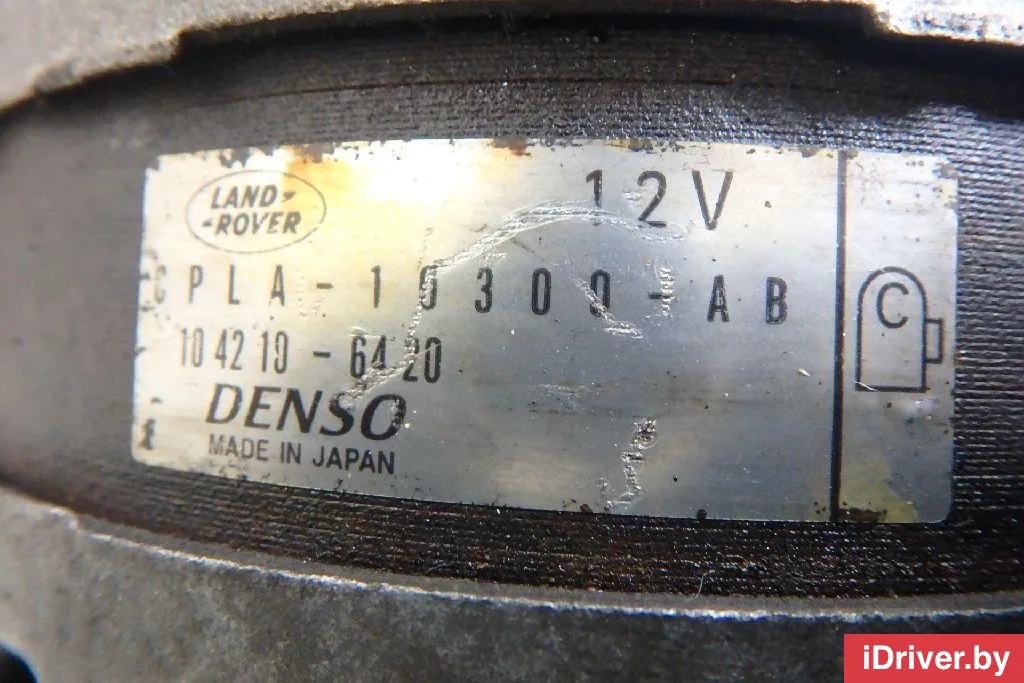 LAND-
-ROVER
12V
CPLA-10300-AB
104210-6420
DENSO
MADE IN JAPAN
C
iDriver.by